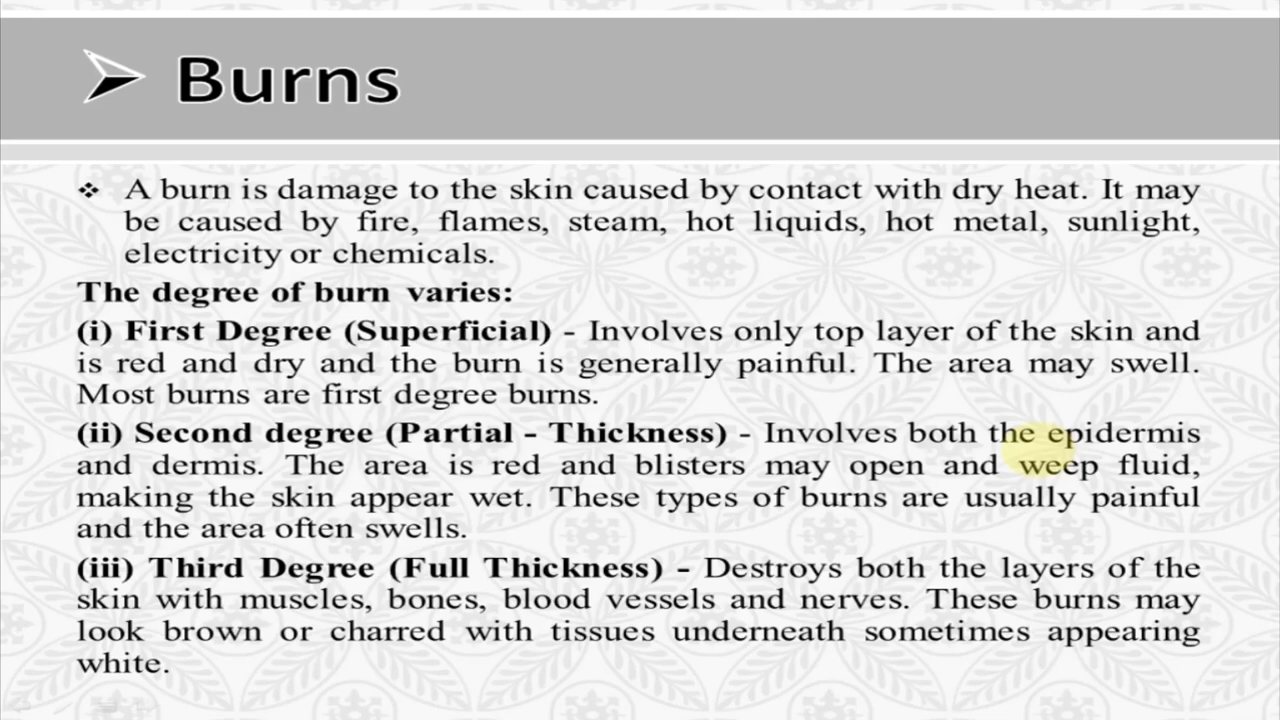 Burns
A burn is damage to the skin caused by contact with dry heat. It may
be caused by fire, flames, steam, hot liquids, hot metal, sunlight,
electricity or chemicals.
The degree of burn varies:
(i) First Degree (Superficial) - Involves only top layer of the skin and
is red and dry and the burn is generally painful. The area may swell.
Most burns are first degree burns.
(ii) Second degree (Partial - Thickness) - Involves both the epidermis
and dermis. The area is red and blisters may open and weep fluid,
making the skin appear wet. These types of burns are usually painful
and the area often swells.
(iii) Third Degree (Full Thickness) - Destroys both the layers of the
skin with muscles, bones, blood vessels and nerves. These burns may
look brown or charred with tissues underneath sometimes appearing
white.